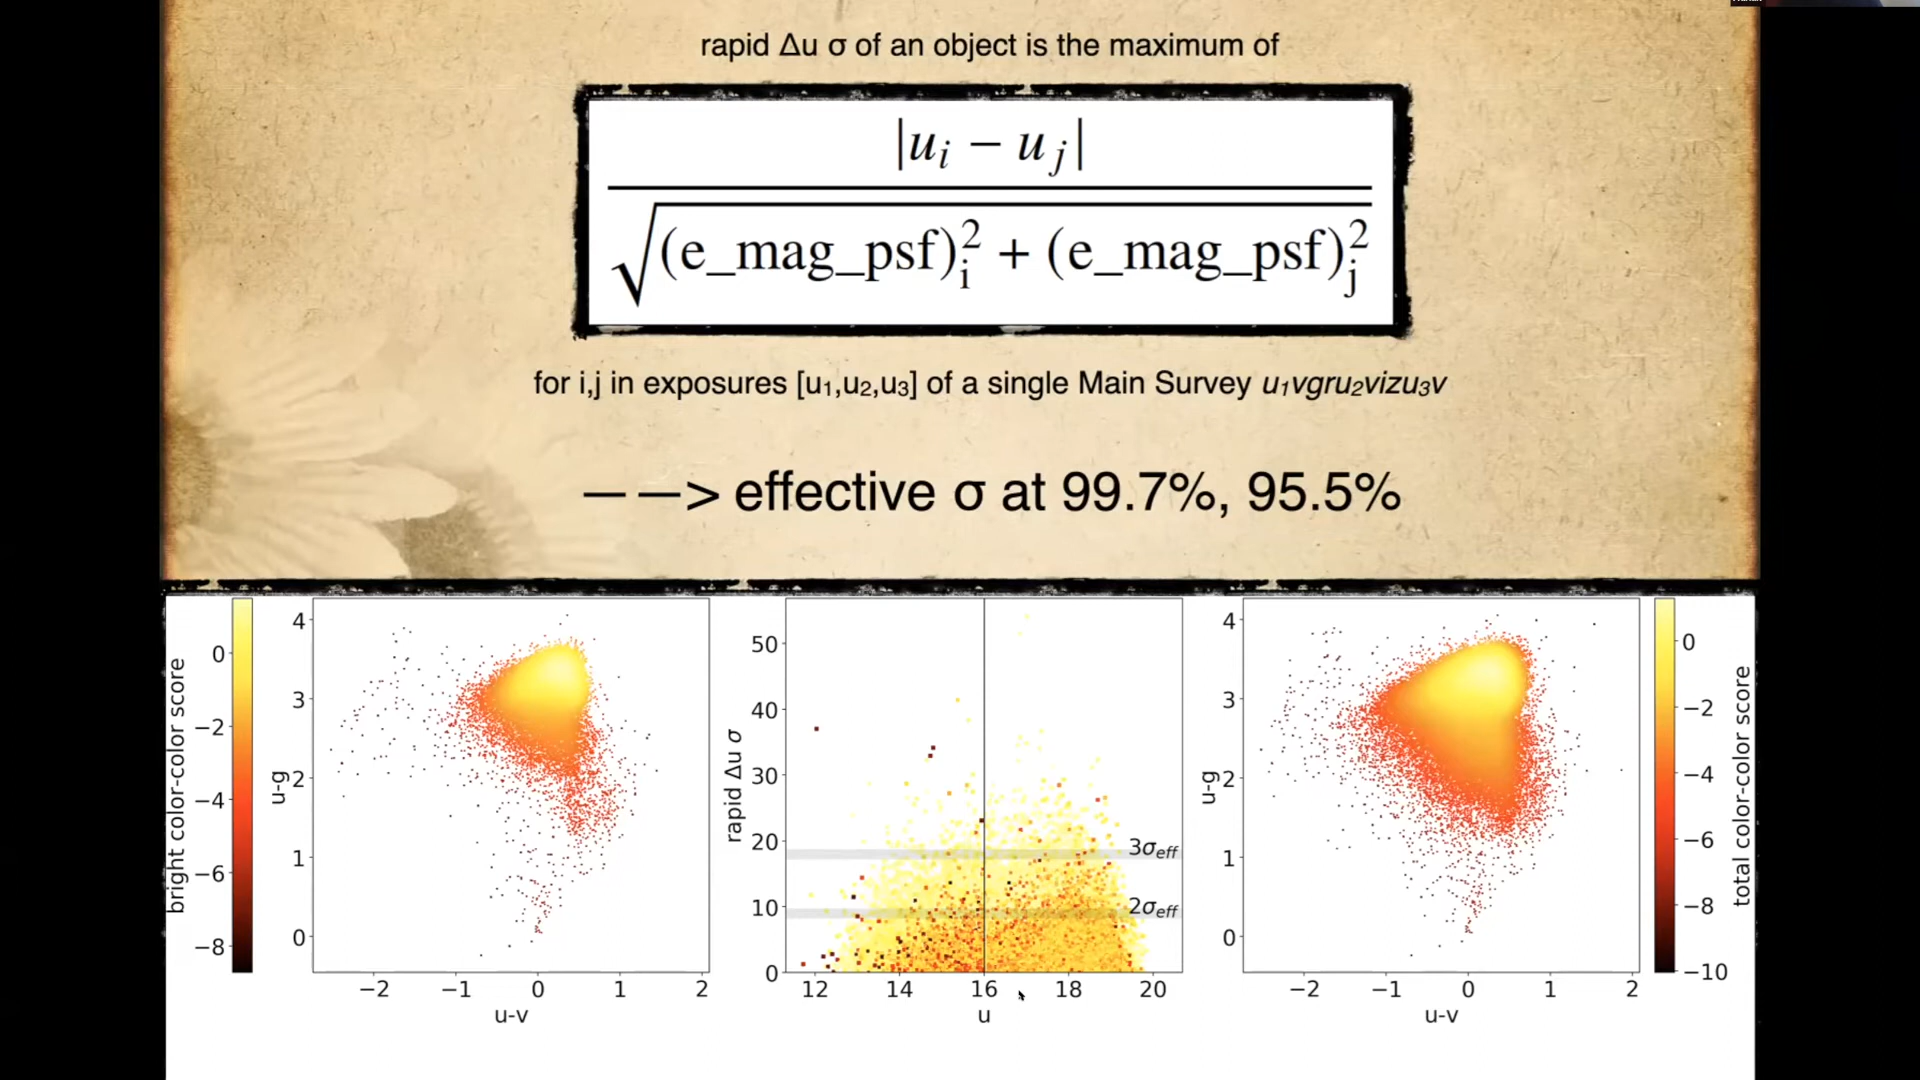 rapid Δu σ of an object is the maximum of
|u_i − u_j|
√(e_mag_psf)_i^2 + (e_mag_psf)_j^2
for i,j in exposures [u₁,u₂,u₃] of a single Main Survey u₁vgru₂vizu₃v
— —> effective σ at 99.7%, 95.5%
bright color-color score
0
−2
−4
−6
−8
u-g
4
3
2
1
0
−2 −1 0 1 2
u-v
rapid Δu σ
50
40
30
20
10
0
3σ_eff
2σ_eff
12 14 16 18 20
u
u-g
4
3
2
1
0
−2 −1 0 1 2
u-v
0
−2
−4
−6
−8
−10
total color-color score